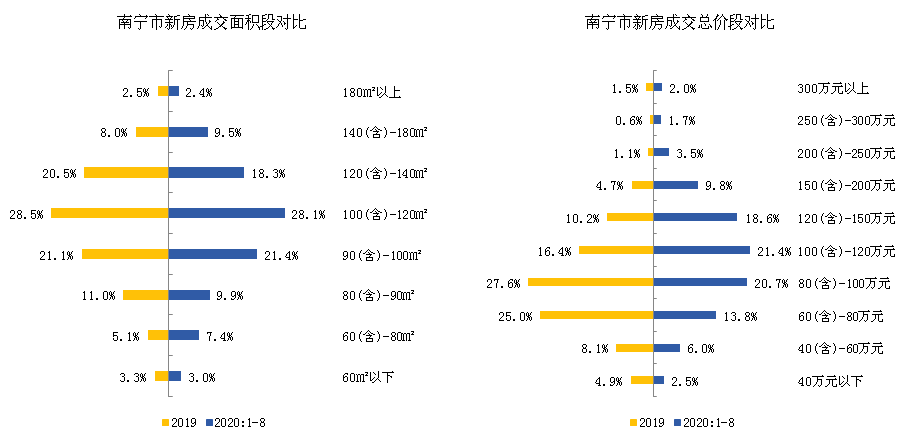 南宁市新房成交面积段对比
2.5% 2.4% 180㎡以上
8.0% 9.5% 140(含)-180㎡
20.5% 18.3% 120(含)-140㎡
28.5% 28.1% 100(含)-120㎡
21.1% 21.4% 90(含)-100㎡
11.0% 9.9% 80(含)-90㎡
5.1% 7.4% 60(含)-80㎡
3.3% 3.0% 60㎡以下
2019 2020:1-8
南宁市新房成交总价段对比
1.5% 2.0% 300万元以上
0.6% 1.7% 250(含)-300万元
1.1% 3.5% 200(含)-250万元
4.7% 9.8% 150(含)-200万元
10.2% 18.6% 120(含)-150万元
16.4% 21.4% 100(含)-120万元
27.6% 20.7% 80(含)-100万元
25.0% 13.8% 60(含)-80万元
8.1% 6.0% 40(含)-60万元
4.9% 2.5% 40万元以下
2019 2020:1-8